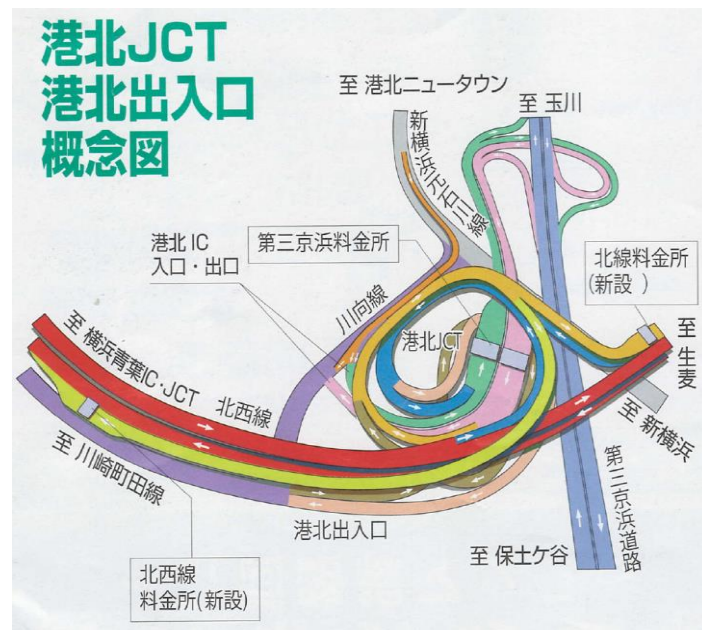 港北JCT
港北出入口
概念図
至 港北ニュータウン
至 玉川
新横浜元石川線
港北 IC
入口・出口
第三京浜料金所
北線料金所
(新設 )
川向線
港北JCT
至 生麦
至 横浜青葉IC・JCT 北西線
至 新横浜
至 川崎町田線
第三京浜道路
港北出入口
至 保土ケ谷
北西線
料金所(新設)